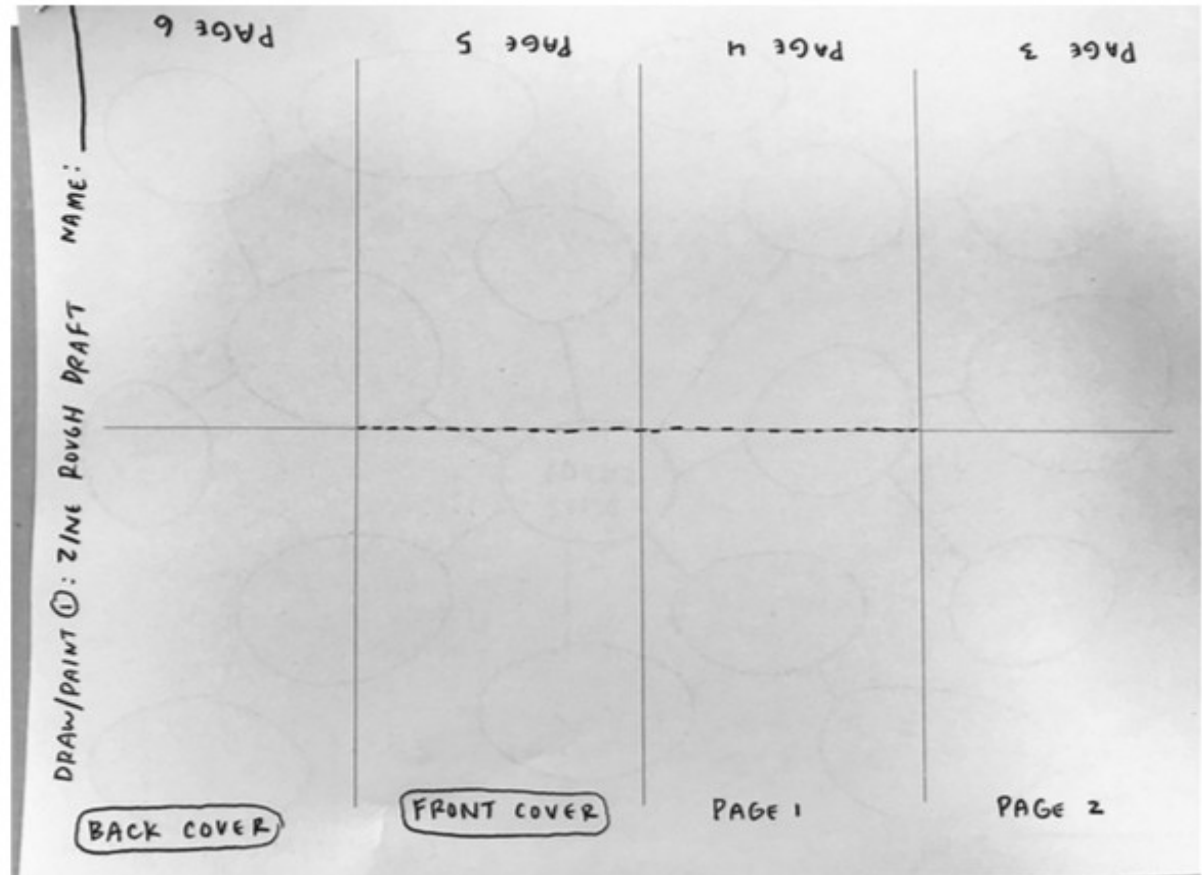 PAGE 6
PAGE 5
PAGE 4
PAGE 3
DRAW/PAINT ①: ZINE ROUGH DRAFT NAME:
BACK COVER
FRONT COVER
PAGE 1
PAGE 2